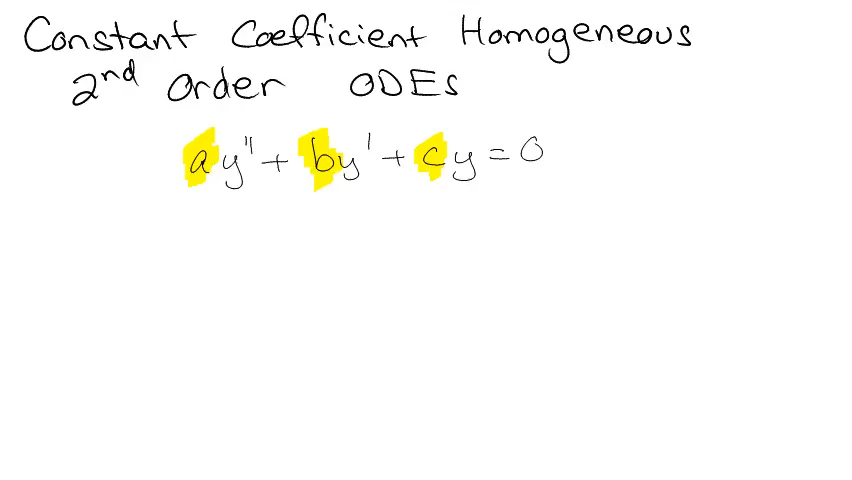 Constant Coefficient Homogeneous
2nd Order ODEs
ay'' + by' + cy = 0